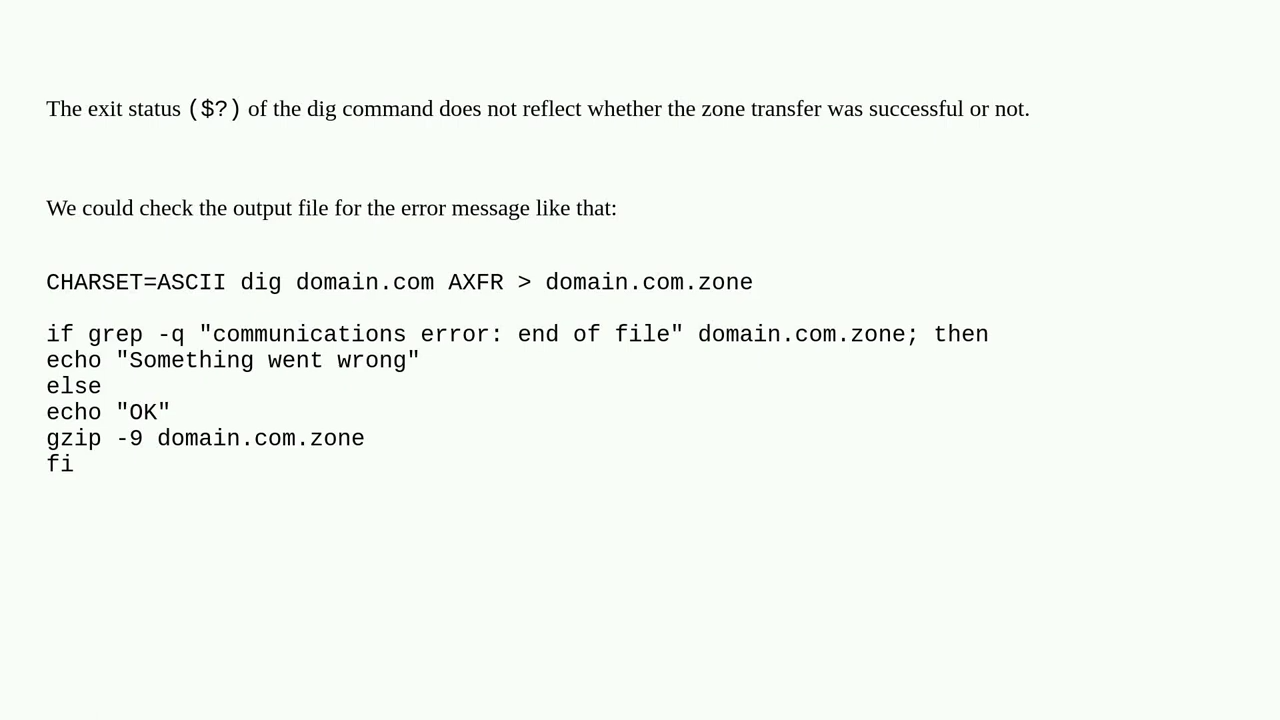 The exit status ($?) of the dig command does not reflect whether the zone transfer was successful or not.
We could check the output file for the error message like that:
CHARSET=ASCII dig domain.com AXFR > domain.com.zone
if grep -q "communications error: end of file" domain.com.zone; then
echo "Something went wrong"
else
echo "OK"
gzip -9 domain.com.zone
fi